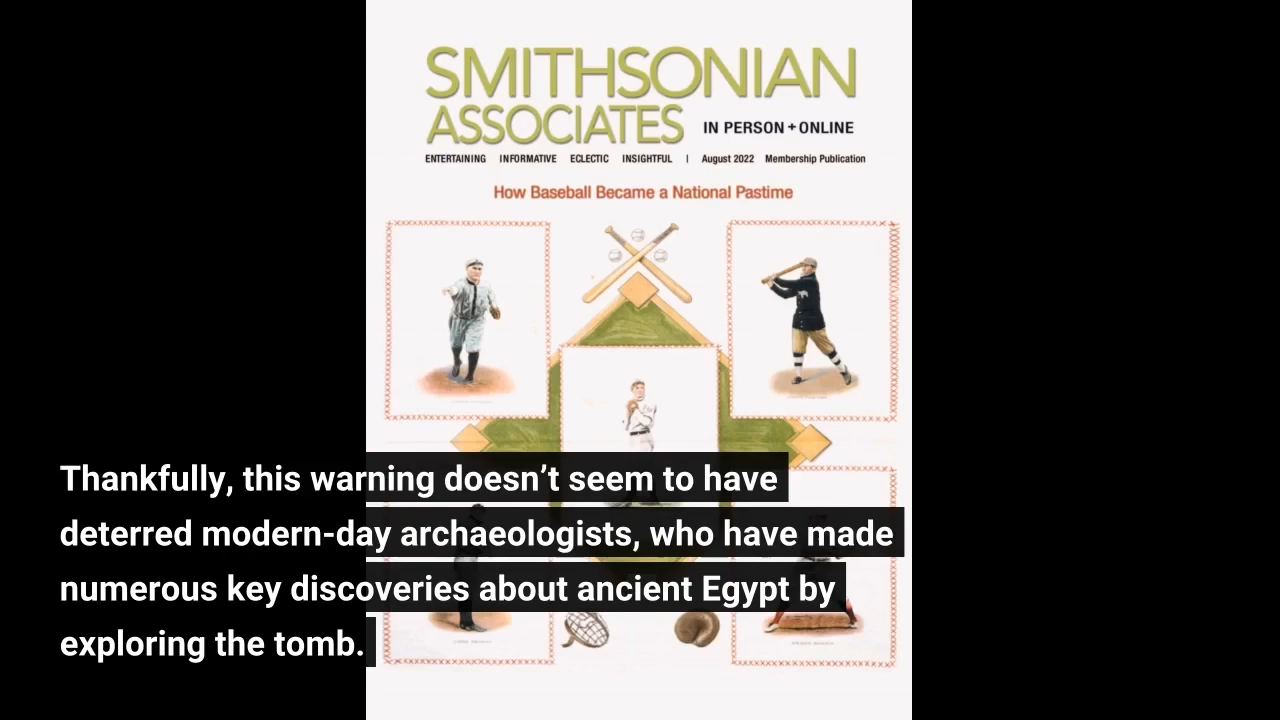 SMITHSONIAN
ASSOCIATES IN PERSON + ONLINE
ENTERTAINING INFORMATIVE ECLECTIC INSIGHTFUL | August 2022 Membership Publication
How Baseball Became a National Pastime
Thankfully, this warning doesn’t seem to have
deterred modern-day archaeologists, who have made
numerous key discoveries about ancient Egypt by
exploring the tomb.